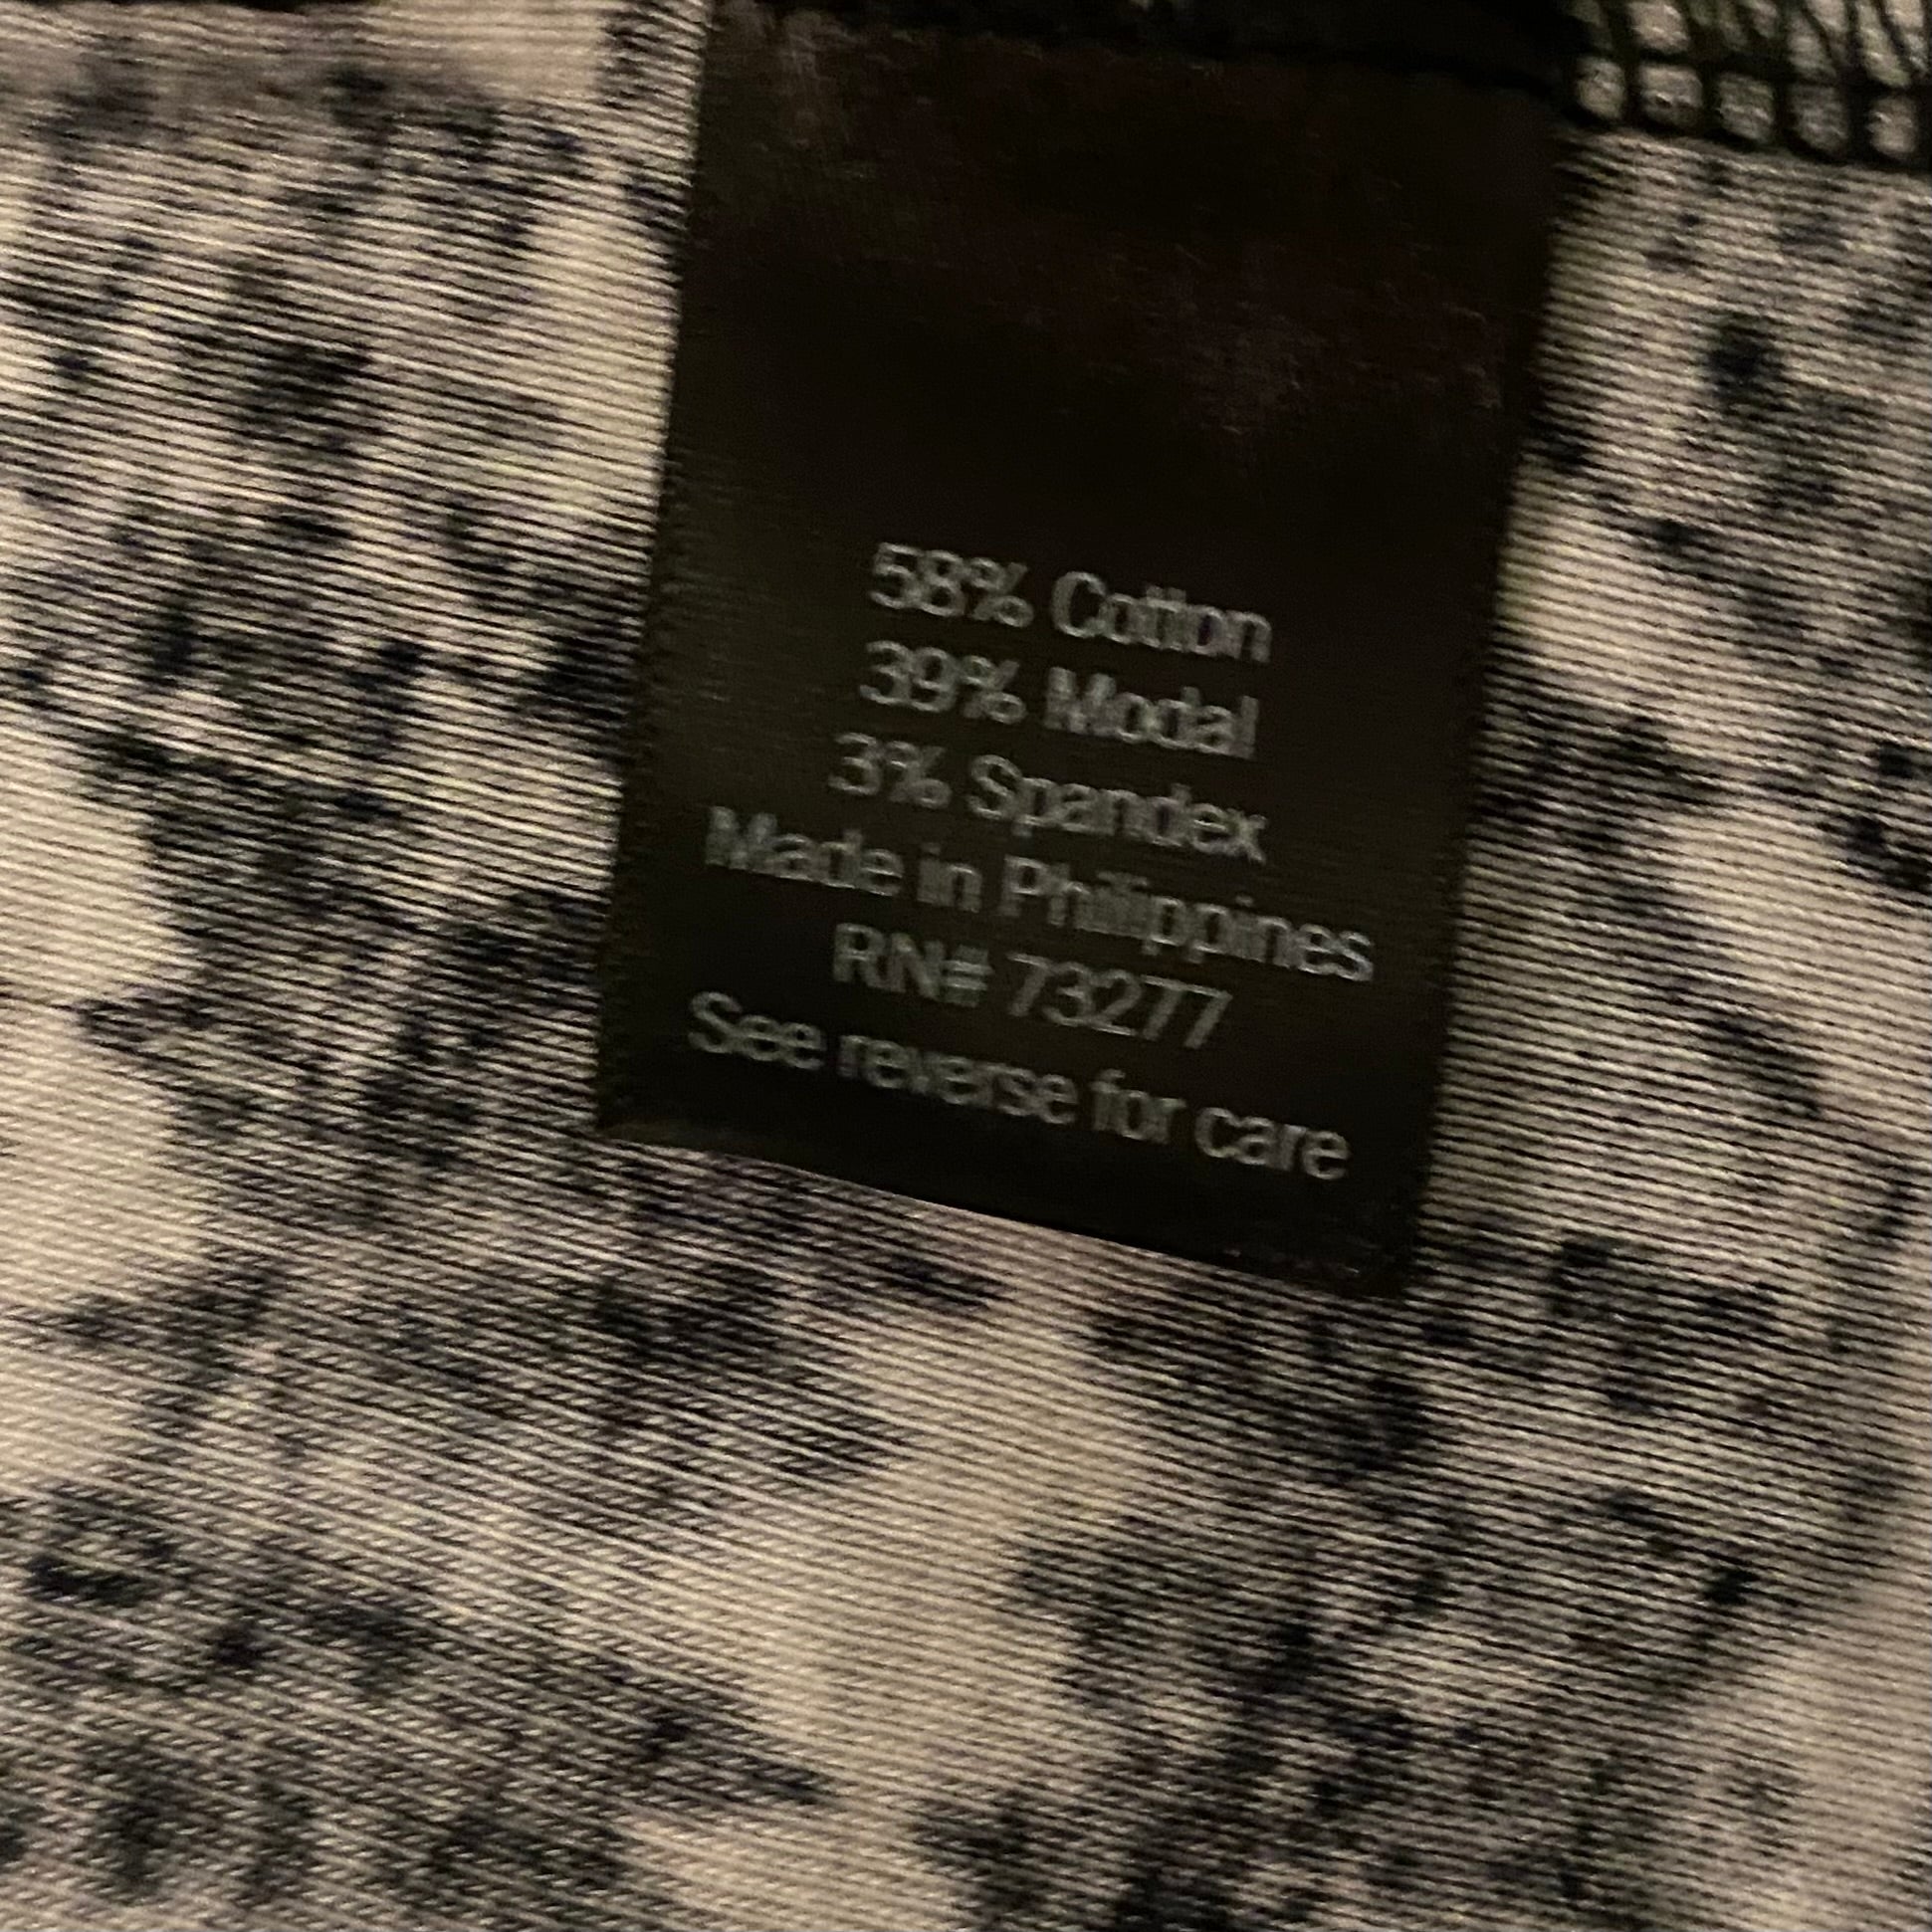 58% Cotton
39% Modal
3% Spandex
Made in Philippines
RN# 73277
See reverse for care